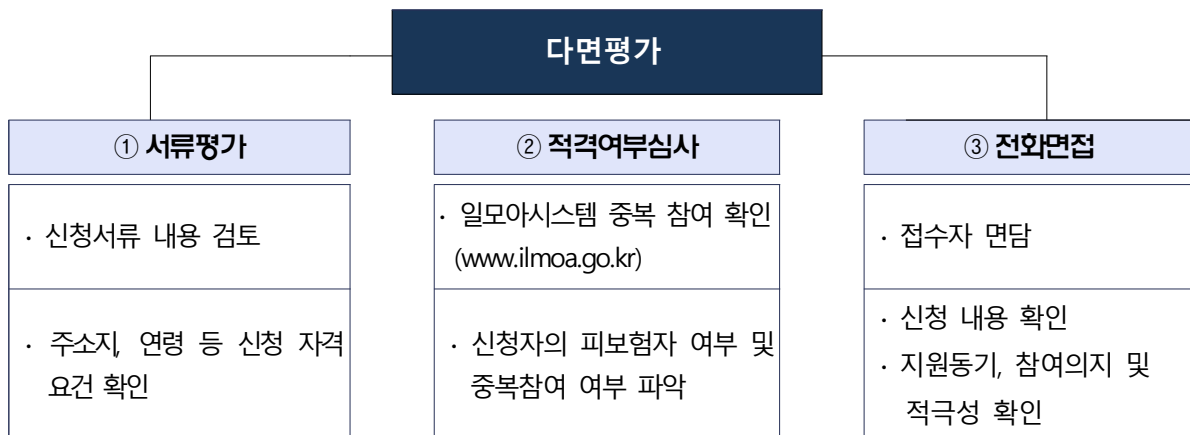 다면평가
① 서류평가
· 신청서류 내용 검토
· 주소지, 연령 등 신청 자격
요건 확인
② 적격여부심사
· 일모아시스템 중복 참여 확인
(www.ilmoa.go.kr)
· 신청자의 피보험자 여부 및
중복참여 여부 파악
③ 전화면접
· 접수자 면담
· 신청 내용 확인
· 지원동기, 참여의지 및
적극성 확인